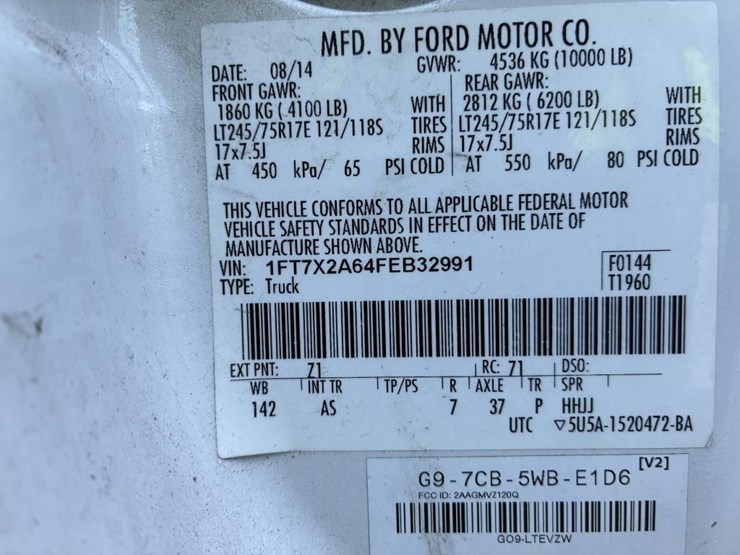 MFD. BY FORD MOTOR CO.
DATE: 08/14 GVWR: 4536 KG (10000 LB)
FRONT GAWR: REAR GAWR:
1860 KG ( 4100 LB) WITH 2812 KG ( 6200 LB) WITH
LT245/75R17E 121/118S TIRES LT245/75R17E 121/118S TIRES
17x7.5J RIMS 17x7.5J RIMS
AT 450 kPa/ 65 PSI COLD AT 550 kPa/ 80 PSI COLD
THIS VEHICLE CONFORMS TO ALL APPLICABLE FEDERAL MOTOR
VEHICLE SAFETY STANDARDS IN EFFECT ON THE DATE OF
MANUFACTURE SHOWN ABOVE.
VIN: 1FT7X2A64FEB32991 F0144
TYPE: Truck T1960
EXT PNT: Z1 RC: 71 DSO:
WB INT TR TP/PS R AXLE TR SPR
142 AS 7 37 P HHJJ
UTC ▽5U5A-1520472-BA
[V2]
G9-7CB-5WB-E1D6
FCC ID: 2AAGMVZ120Q
GO9-LTEVZW